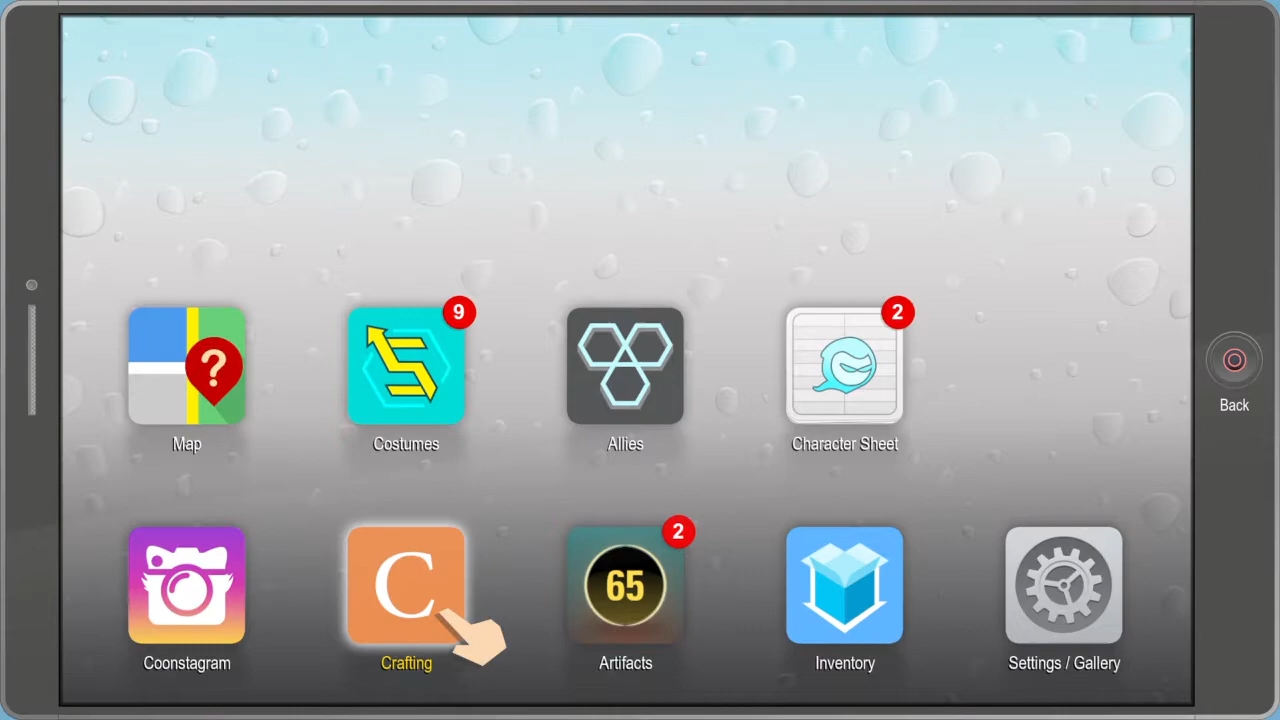 9
2
?
Map
Costumes
Allies
Character Sheet
Back
2
C
65
Coonstagram
Crafting
Artifacts
Inventory
Settings / Gallery